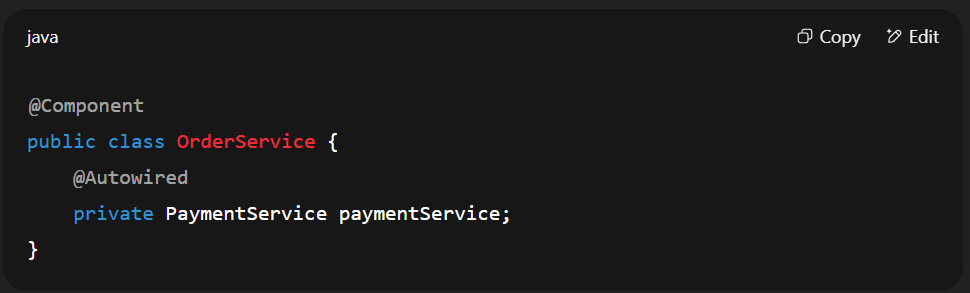 java
Copy
Edit
@Component
public class OrderService {
    @Autowired
    private PaymentService paymentService;
}